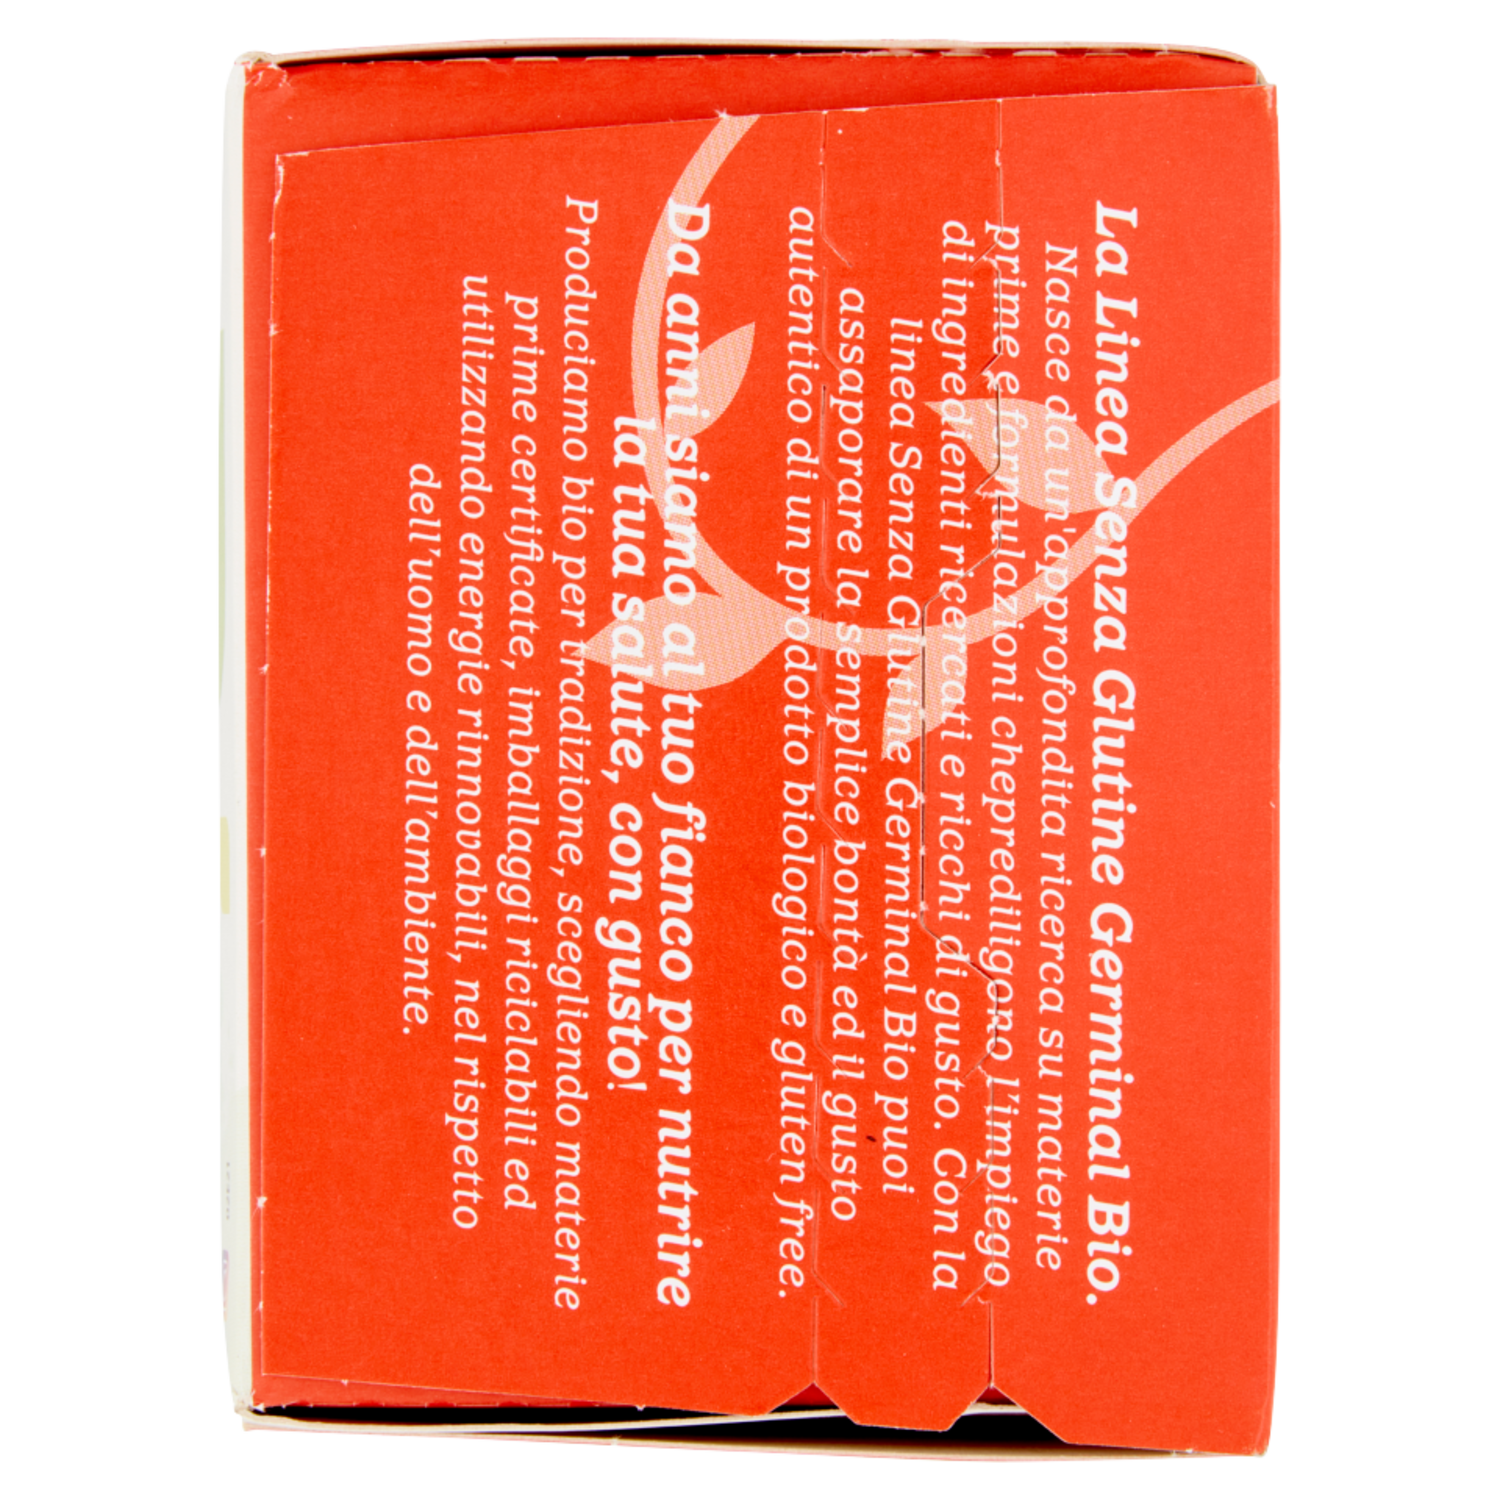 La Linea Senza Glutine Germinal Bio.
Nasce da un'approfondita ricerca su materie
prime e formulazioni cheprediligono l'impiego
di ingredienti ricercati e ricchi di gusto. Con la
linea Senza Glutine Germinal Bio puoi
assaporare la semplice bontà ed il gusto
autentico di un prodotto biologico e gluten free.
Da anni siamo al tuo fianco per nutrire
la tua salute, con gusto!
Produciamo bio per tradizione, scegliendo materie
prime certificate, imballaggi riciclabili ed
utilizzando energie rinnovabili, nel rispetto
dell'uomo e dell'ambiente.